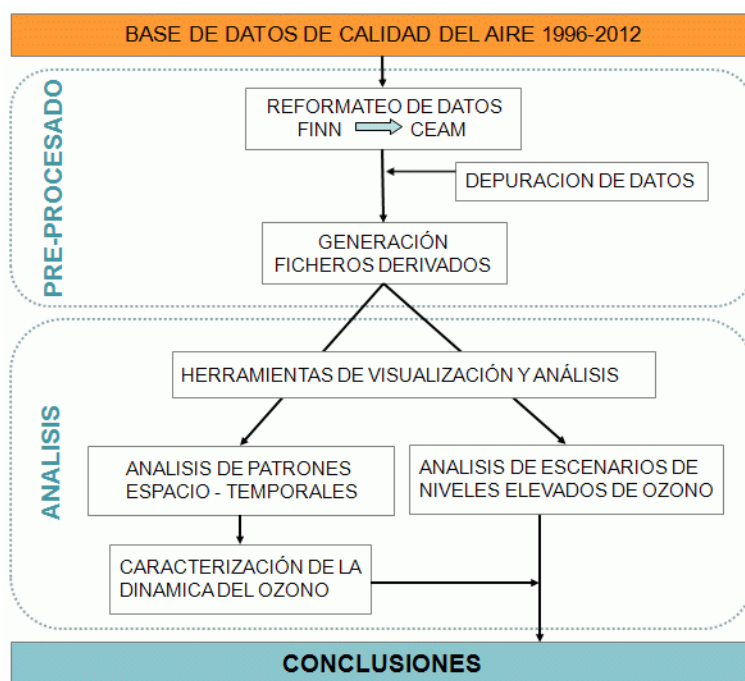 BASE DE DATOS DE CALIDAD DEL AIRE 1996-2012
PRE-PROCESADO
REFORMATEO DE DATOS
FINN CEAM
DEPURACION DE DATOS
GENERACIÓN
FICHEROS DERIVADOS
ANALISIS
HERRAMIENTAS DE VISUALIZACIÓN Y ANÁLISIS
ANALISIS DE PATRONES
ESPACIO - TEMPORALES
ANALISIS DE ESCENARIOS DE
NIVELES ELEVADOS DE OZONO
CARACTERIZACIÓN DE LA
DINAMICA DEL OZONO
CONCLUSIONES